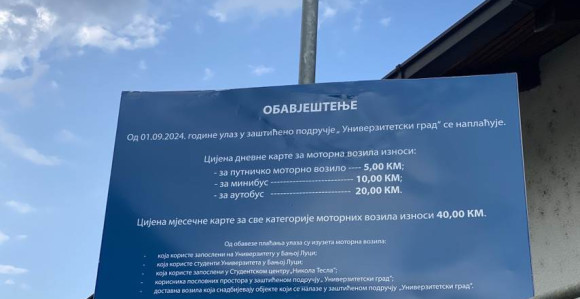 ОБАВЈЕШТЕЊЕ
Од 01.09.2024. године улаз у заштићено подручје „ Универзитетски град“ се наплаћује.
Цијена дневне карте за моторна возила износи:
- за путничко моторно возило ---- 5,00 КМ;
- за минибус --------------------------- 10,00 КМ;
- за аутобус -------------------------- 20,00 КМ.
Цијена мјесечне карте за све категорије моторних возила износи 40,00 КМ.
Од обавезе плаћања улаза су изузета моторна возила:
- која користе запослени на Универзитету у Бањој Луци;
- која користе студенти Универзитета у Бањој Луци;
- која користе запослени у Студентском центру „Никола Тесла“;
- корисника пословних простора у заштићеном подручју „Универзитетски град“;
- доставна возила која снабдијевају објекте који се налазе у заштићеном подручју „Универзитетски град“.